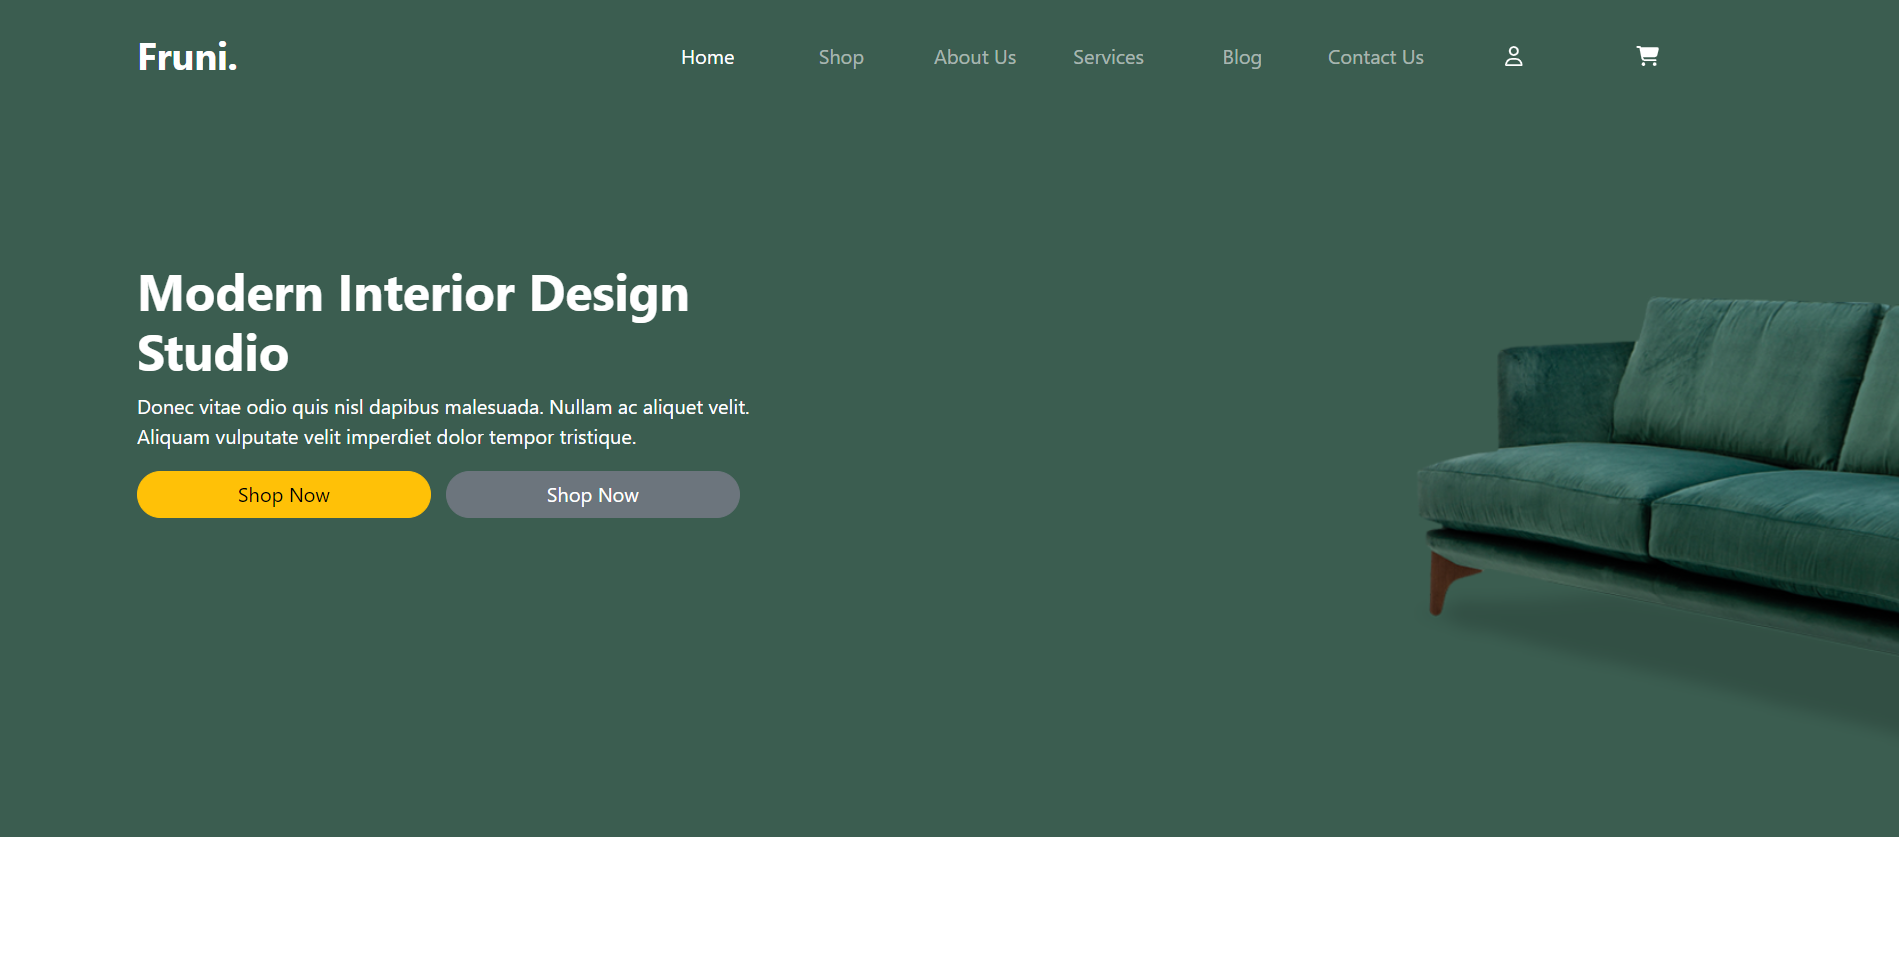 Fruni.
Home Shop About Us Services Blog Contact Us
Modern Interior Design
Studio
Donec vitae odio quis nisl dapibus malesuada. Nullam ac aliquet velit.
Aliquam vulputate velit imperdiet dolor tempor tristique.
Shop Now Shop Now